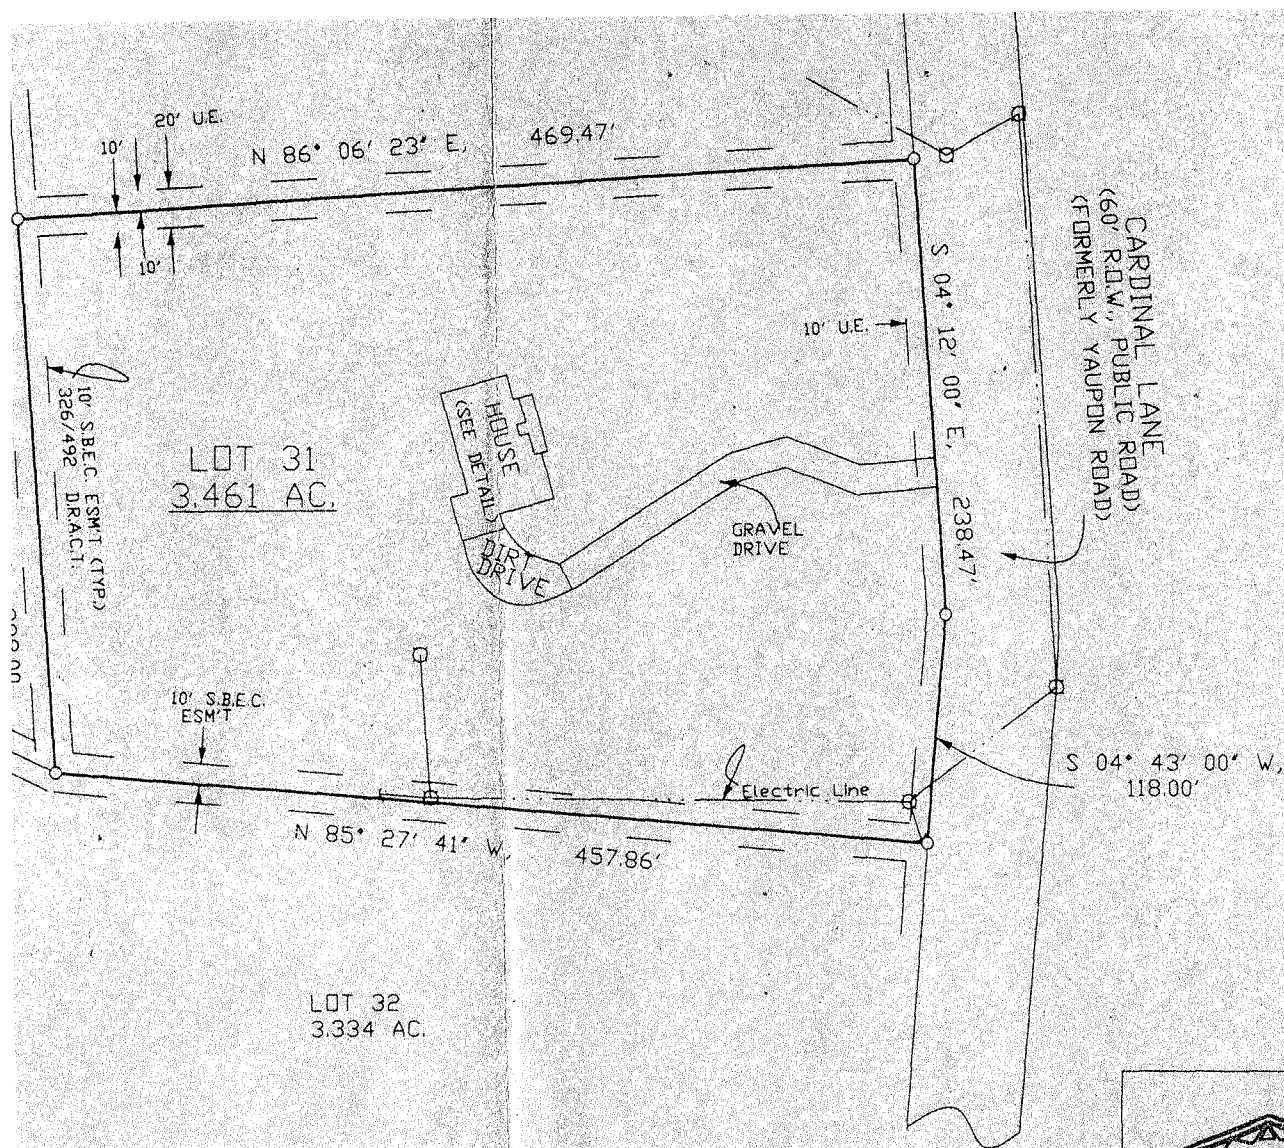 20' U.E.
10'
N 86° 06' 23" E, 469.47'
10'
CARDINAL LANE
(60' R.O.W., PUBLIC ROAD)
(FORMERLY YAUPON ROAD)
S 04° 12' 00" E, 238.47'
10' U.E.
HOUSE
(SEE DETAIL)
LOT 31
3.461 AC.
10' S.B.E.C. ESM'T (TYP.)
326/492 D.R.A.C.T.
GRAVEL
DRIVE
DIRT
DRIVE
10' S.B.E.C.
ESM'T
Electric Line
S 04° 43' 00" W,
118.00'
N 85° 27' 41" W, 457.86'
LOT 32
3.334 AC.